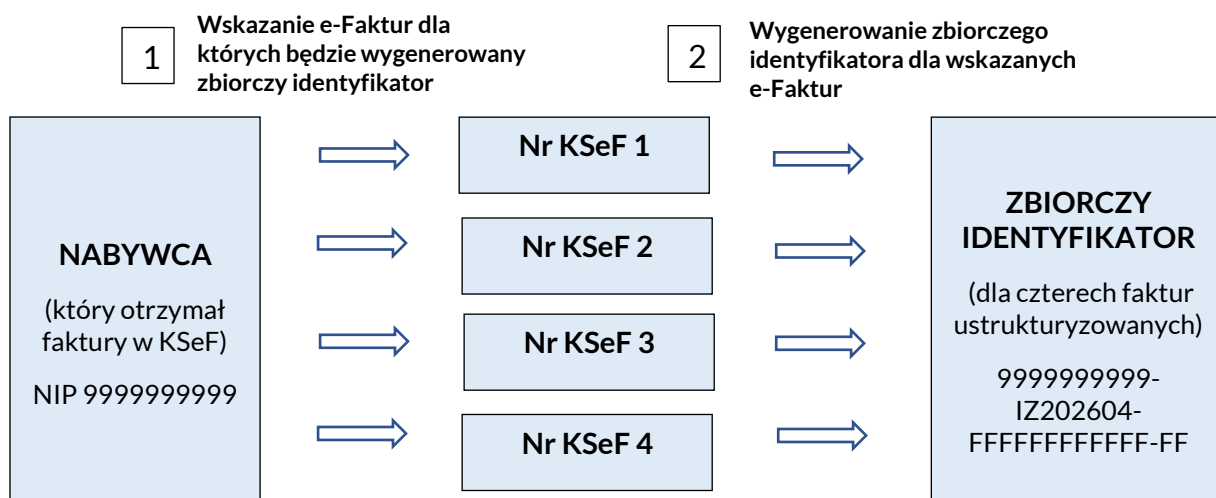 1
Wskazanie e-Faktur dla
których będzie wygenerowany
zbiorczy identyfikator
2
Wygenerowanie zbiorczego
identyfikatora dla wskazanych
e-Faktur
NABYWCA
(który otrzymał
faktury w KSeF)
NIP 9999999999
Nr KSeF 1
Nr KSeF 2
Nr KSeF 3
Nr KSeF 4
ZBIORCZY
IDENTYFIKATOR
(dla czterech faktur
ustrukturyzowanych)
9999999999-
IZ202604-
FFFFFFFFFFFF-FF